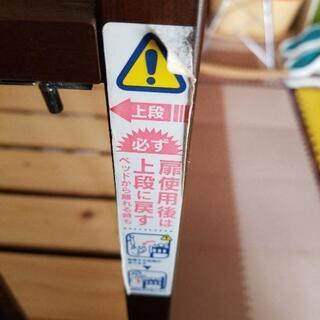 上段
必ず
扉使用後は
上段に戻す
ベッドから離れる時も